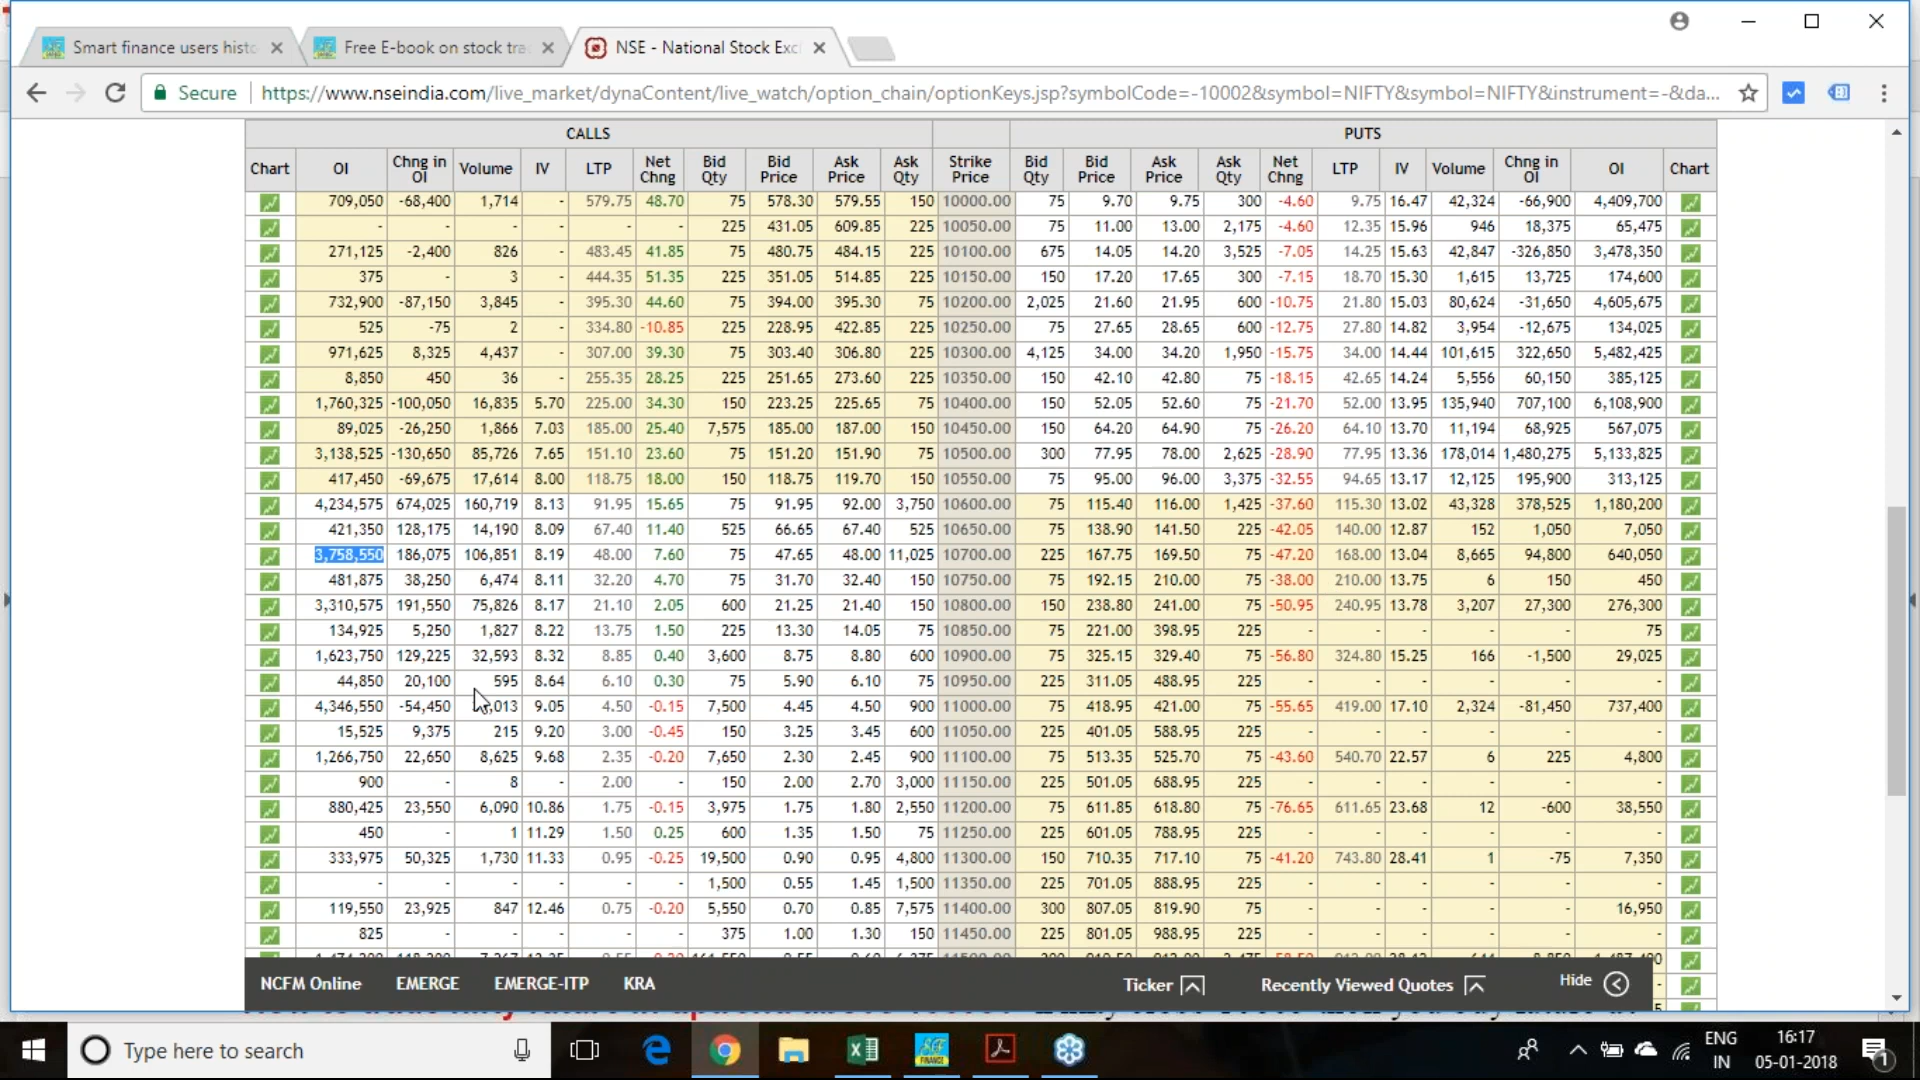 Smart finance users histo
Free E-book on stock tra
NSE - National Stock Exc
Secure https://www.nseindia.com/live_market/dynaContent/live_watch/option_chain/optionKeys.jsp?symbolCode=-10002&symbol=NIFTY&symbol=NIFTY&instrument=-&da...
CALLS PUTS
Chart OI Chng in OI Volume IV LTP Net Chng Bid Qty Bid Price Ask Price Ask Qty Strike Price Bid Qty Bid Price Ask Price Ask Qty Net Chng LTP IV Volume Chng in OI OI Chart
709,050 -68,400 1,714 - 579.75 48.70 75 578.30 579.55 150 10000.00 75 9.70 9.75 300 -4.60 9.75 16.47 42,324 -66,900 4,409,700
- - - - - - 225 431.05 609.85 225 10050.00 75 11.00 13.00 2,175 -4.60 12.35 15.96 946 18,375 65,475
271,125 -2,400 826 - 483.45 41.85 75 480.75 484.15 225 10100.00 675 14.05 14.20 3,525 -7.05 14.25 15.63 42,847 -326,850 3,478,350
375 - 3 - 444.35 51.35 225 351.05 514.85 225 10150.00 150 17.20 17.65 300 -7.15 18.70 15.30 1,615 13,725 174,600
732,900 -87,150 3,845 - 395.30 44.60 75 394.00 395.30 75 10200.00 2,025 21.60 21.95 600 -10.75 21.80 15.03 80,624 -31,650 4,605,675
525 -75 2 - 334.80 -10.85 225 228.95 422.85 225 10250.00 75 27.65 28.65 600 -12.75 27.80 14.82 3,954 -12,675 134,025
971,625 8,325 4,437 - 307.00 39.30 75 303.40 306.80 225 10300.00 4,125 34.00 34.20 1,950 -15.75 34.00 14.44 101,615 322,650 5,482,425
8,850 450 36 - 255.35 28.25 225 251.65 273.60 225 10350.00 150 42.10 42.80 75 -18.15 42.65 14.24 5,556 60,150 385,125
1,760,325 -100,050 16,835 5.70 225.00 34.30 150 223.25 225.65 75 10400.00 150 52.05 52.60 75 -21.70 52.00 13.95 135,940 707,100 6,108,900
89,025 -26,250 1,866 7.03 185.00 25.40 7,575 185.00 187.00 150 10450.00 150 64.20 64.90 75 -26.20 64.10 13.70 11,194 68,925 567,075
3,138,525 -130,650 85,726 7.65 151.10 23.60 75 151.20 151.90 75 10500.00 300 77.95 78.00 2,625 -28.90 77.95 13.36 178,014 1,480,275 5,133,825
417,450 -69,675 17,614 8.00 118.75 18.00 150 118.75 119.70 150 10550.00 75 95.00 96.00 3,375 -32.55 94.65 13.17 12,125 195,900 313,125
4,234,575 674,025 160,719 8.13 91.95 15.65 75 91.95 92.00 3,750 10600.00 75 115.40 116.00 1,425 -37.60 115.30 13.02 43,328 378,525 1,180,200
421,350 128,175 14,190 8.09 67.40 11.40 525 66.65 67.40 525 10650.00 75 138.90 141.50 225 -42.05 140.00 12.87 152 1,050 7,050
3,758,550 186,075 106,851 8.19 48.00 7.60 75 47.65 48.00 11,025 10700.00 225 167.75 169.50 75 -47.20 168.00 13.04 8,665 94,800 640,050
481,875 38,250 6,474 8.11 32.20 4.70 75 31.70 32.40 150 10750.00 75 192.15 210.00 75 -38.00 210.00 13.75 6 150 450
3,310,575 191,550 75,826 8.17 21.10 2.05 600 21.25 21.40 150 10800.00 150 238.80 241.00 75 -50.95 240.95 13.78 3,207 27,300 276,300
134,925 5,250 1,827 8.22 13.75 1.50 225 13.30 14.05 75 10850.00 75 221.00 398.95 225 - - - - - 75
1,623,750 129,225 32,593 8.32 8.85 0.40 3,600 8.75 8.80 600 10900.00 75 325.15 329.40 75 -56.80 324.80 15.25 166 -1,500 29,025
44,850 20,100 595 8.64 6.10 0.30 75 5.90 6.10 75 10950.00 225 311.05 488.95 225 - - - - - -
4,346,550 -54,450 ,013 9.05 4.50 -0.15 7,500 4.45 4.50 900 11000.00 75 418.95 421.00 75 -55.65 419.00 17.10 2,324 -81,450 737,400
15,525 9,375 215 9.20 3.00 -0.45 150 3.25 3.45 600 11050.00 225 401.05 588.95 225 - - - - - -
1,266,750 22,650 8,625 9.68 2.35 -0.20 7,650 2.30 2.45 900 11100.00 75 513.35 525.70 75 -43.60 540.70 22.57 6 225 4,800
900 - 8 - 2.00 - 150 2.00 2.70 3,000 11150.00 225 501.05 688.95 225 - - - - - -
880,425 23,550 6,090 10.86 1.75 -0.15 3,975 1.75 1.80 2,550 11200.00 75 611.85 618.80 75 -76.65 611.65 23.68 12 -600 38,550
450 - 1 11.29 1.50 0.25 600 1.35 1.50 75 11250.00 225 601.05 788.95 225 - - - - - -
333,975 50,325 1,730 11.33 0.95 -0.25 19,500 0.90 0.95 4,800 11300.00 150 710.35 717.10 75 -41.20 743.80 28.41 1 -75 7,350
- - - - - - 1,500 0.55 1.45 1,500 11350.00 225 701.05 888.95 225 - - - - - -
119,550 23,925 847 12.46 0.75 -0.20 5,550 0.70 0.85 7,575 11400.00 300 807.05 819.90 75 - - - - - 16,950
825 - - - - - 375 1.00 1.30 150 11450.00 225 801.05 988.95 225 - - - - - -
NCFM Online EMERGE EMERGE-ITP KRA Ticker Recently Viewed Quotes Hide
Type here to search
ENG 16:17
IN 05-01-2018
1